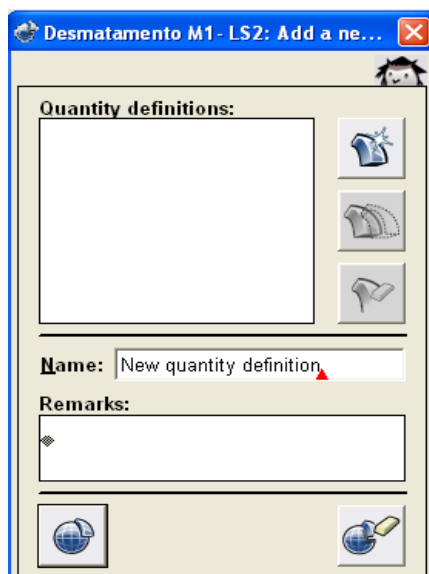 Desmatamento M1- LS2: Add a ne...
Quantity definitions:
Name: New quantity definition
Remarks: